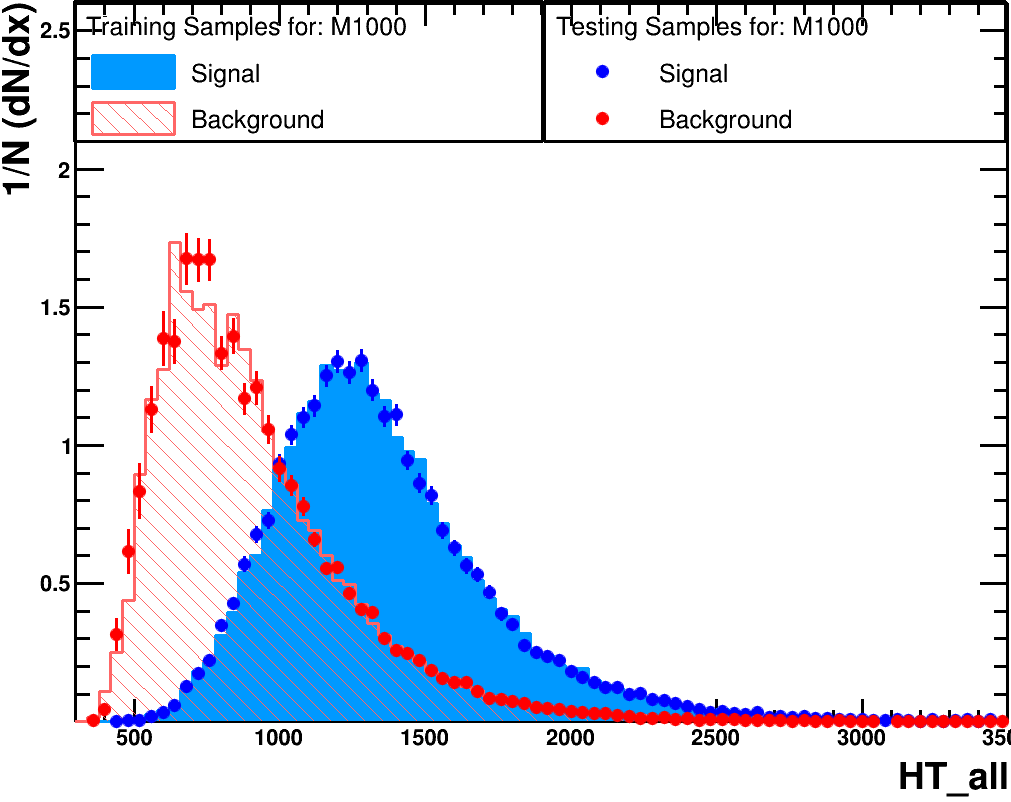 1/N (dN/dx)
Training Samples for: M1000
Signal
Background
Testing Samples for: M1000
Signal
Background
2.5
2
1.5
1
0.5
500
1000
1500
2000
2500
3000
350
HT_all